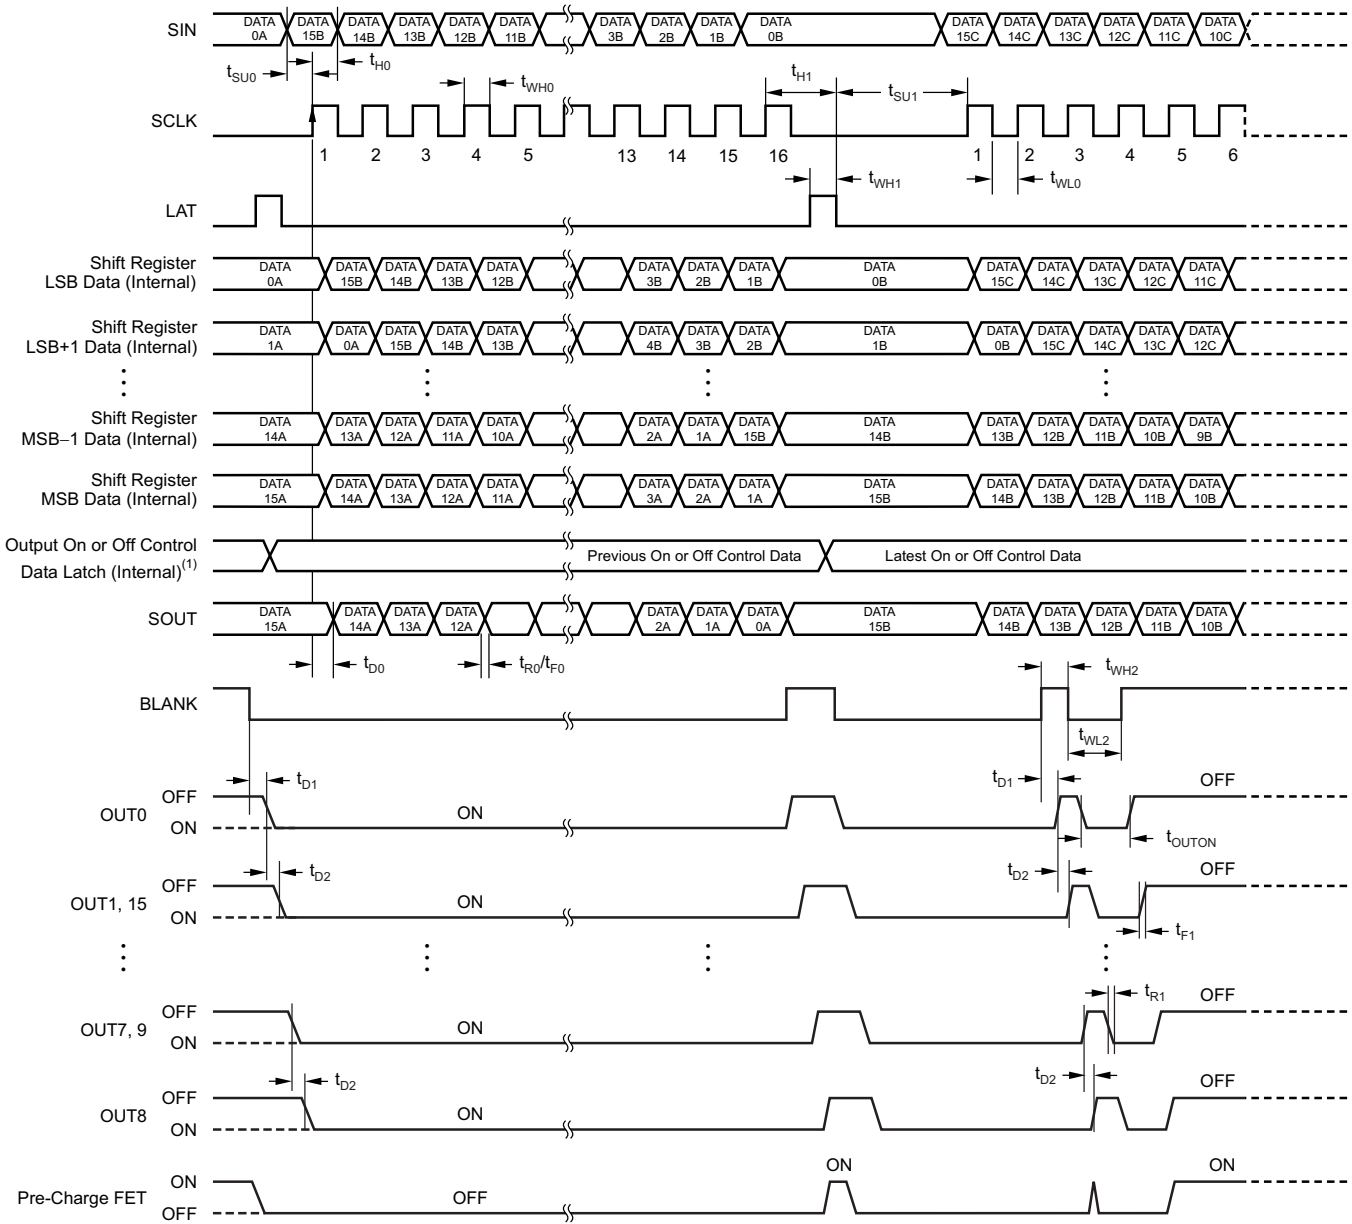 SIN
DATA 0A DATA 15B DATA 14B DATA 13B DATA 12B DATA 11B DATA 3B DATA 2B DATA 1B DATA 0B DATA 15C DATA 14C DATA 13C DATA 12C DATA 11C DATA 10C
tSU0 tH0 tWH0 tH1 tSU1
SCLK
1 2 3 4 5 13 14 15 16 1 2 3 4 5 6
tWH1 tWL0
LAT
Shift Register LSB Data (Internal)
DATA 0A DATA 15B DATA 14B DATA 13B DATA 12B DATA 3B DATA 2B DATA 1B DATA 0B DATA 15C DATA 14C DATA 13C DATA 12C DATA 11C
Shift Register LSB+1 Data (Internal)
DATA 1A DATA 0A DATA 15B DATA 14B DATA 13B DATA 4B DATA 3B DATA 2B DATA 1B DATA 0B DATA 15C DATA 14C DATA 13C DATA 12C
Shift Register MSB−1 Data (Internal)
DATA 14A DATA 13A DATA 12A DATA 11A DATA 10A DATA 2A DATA 1A DATA 15B DATA 14B DATA 13B DATA 12B DATA 11B DATA 10B DATA 9B
Shift Register MSB Data (Internal)
DATA 15A DATA 14A DATA 13A DATA 12A DATA 11A DATA 3A DATA 2A DATA 1A DATA 15B DATA 14B DATA 13B DATA 12B DATA 11B DATA 10B
Output On or Off Control Data Latch (Internal)(1)
Previous On or Off Control Data Latest On or Off Control Data
SOUT
DATA 15A DATA 14A DATA 13A DATA 12A DATA 2A DATA 1A DATA 0A DATA 15B DATA 14B DATA 13B DATA 12B DATA 11B DATA 10B
tD0 tR0/tF0 tWH2
BLANK
tWL2
tD1 tD1
OUT0
OFF ON ON OFF
tOUTON
tD2 tD2
OUT1, 15
OFF ON ON OFF
tF1
tR1
OUT7, 9
OFF ON ON OFF
tD2 tD2
OUT8
OFF ON ON OFF
Pre-Charge FET
ON OFF OFF ON ON